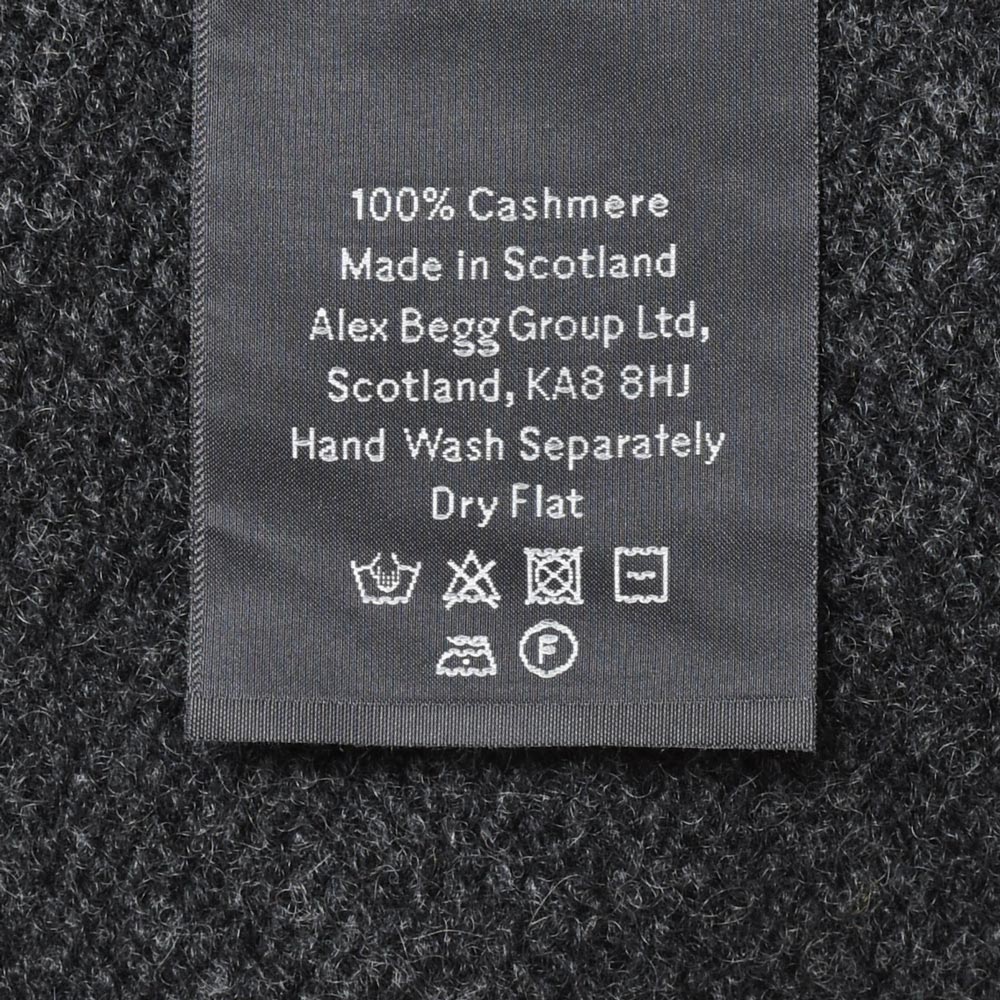 100% Cashmere
Made in Scotland
Alex Begg Group Ltd,
Scotland, KA8 8HJ
Hand Wash Separately
Dry Flat
F